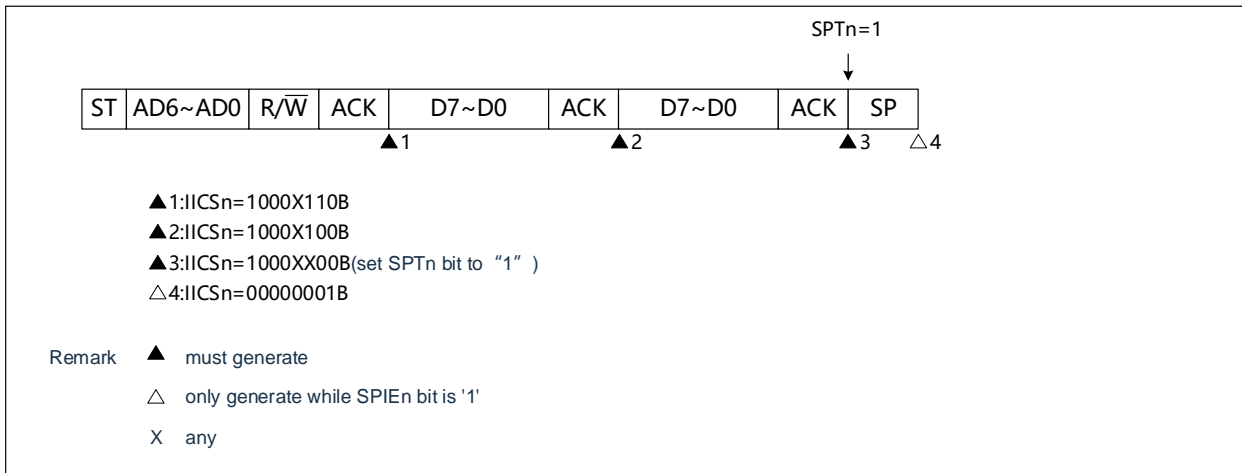 SPTn=1
↓
ST AD6~AD0 R/W̅ ACK D7~D0 ACK D7~D0 ACK SP
▲1 ▲2 ▲3 △4
▲1:IICSn=1000X110B
▲2:IICSn=1000X100B
▲3:IICSn=1000XX00B(set SPTn bit to “1” )
△4:IICSn=00000001B
Remark ▲ must generate
△ only generate while SPIEn bit is '1'
X any